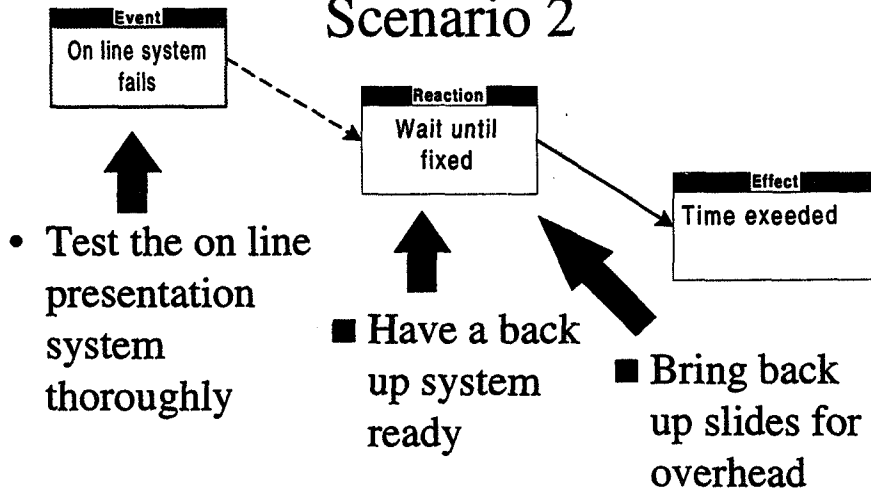 Scenario 2
Event
On line system
fails
Reaction
Wait until
fixed
Effect
Time exeeded
• Test the on line
presentation
system
thoroughly
■ Have a back
up system
ready
■ Bring back
up slides for
overhead